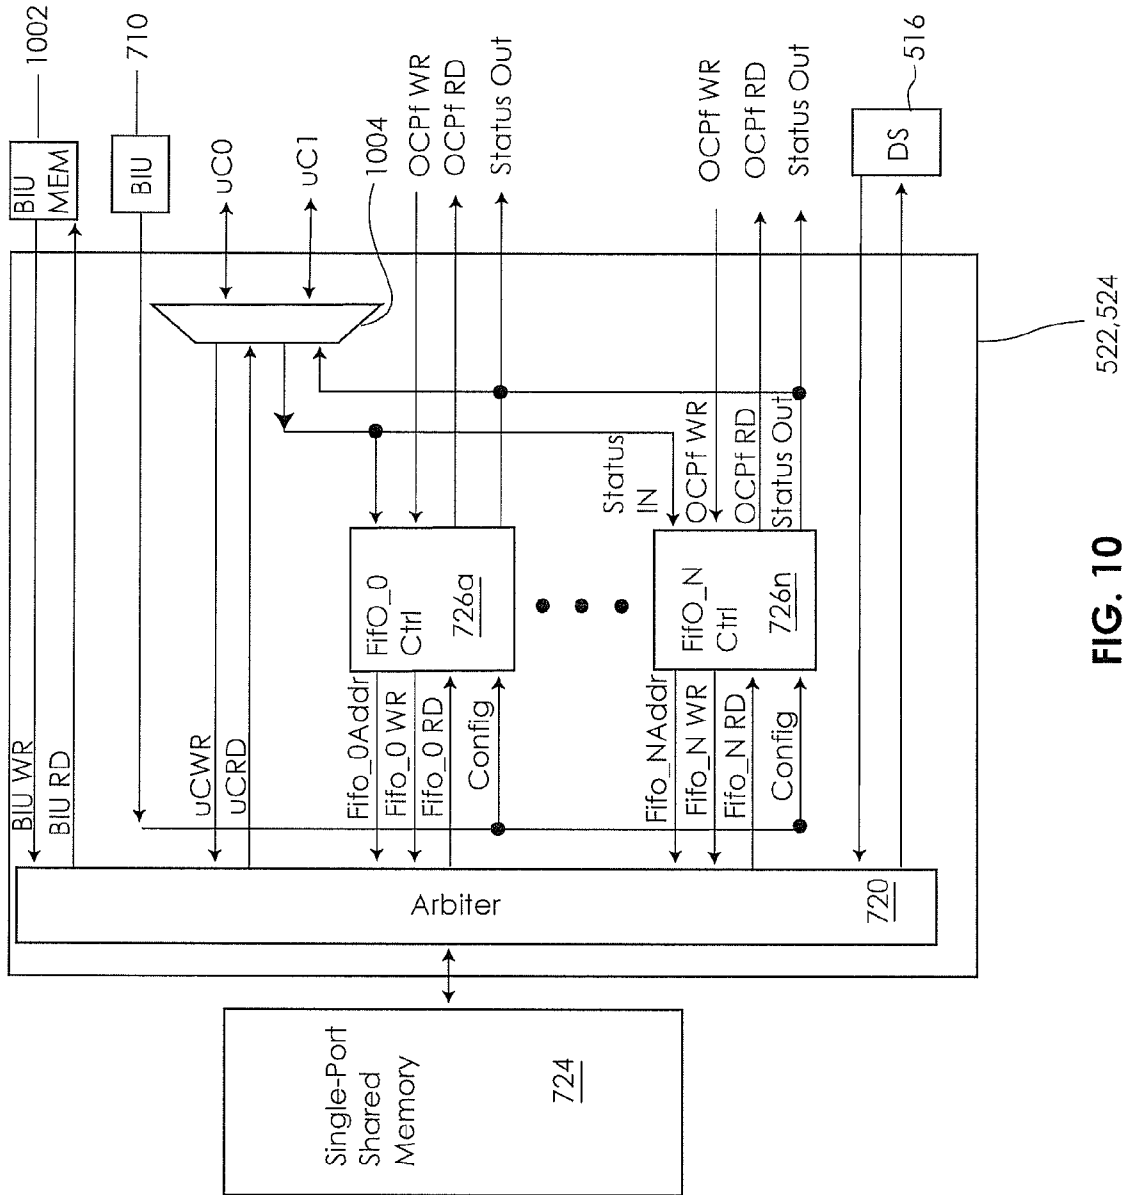 BIU WR
BIU RD
BIU
MEM
1002
BIU
710
uCWR
uCRD
uC0
uC1
1004
Single-Port
Shared
Memory
724
Arbiter
720
Fifo_0Addr
Fifo_0 WR
Fifo_0 RD
Config
FifO_0
Ctrl
726a
OCPf WR
OCPf RD
Status Out
Status
IN
Fifo_NAddr
Fifo_N WR
Fifo_N RD
Config
FifO_N
Ctrl
726n
OCPf WR
OCPf RD
Status Out
OCPf WR
OCPf RD
Status Out
DS
516
522,524
FIG. 10